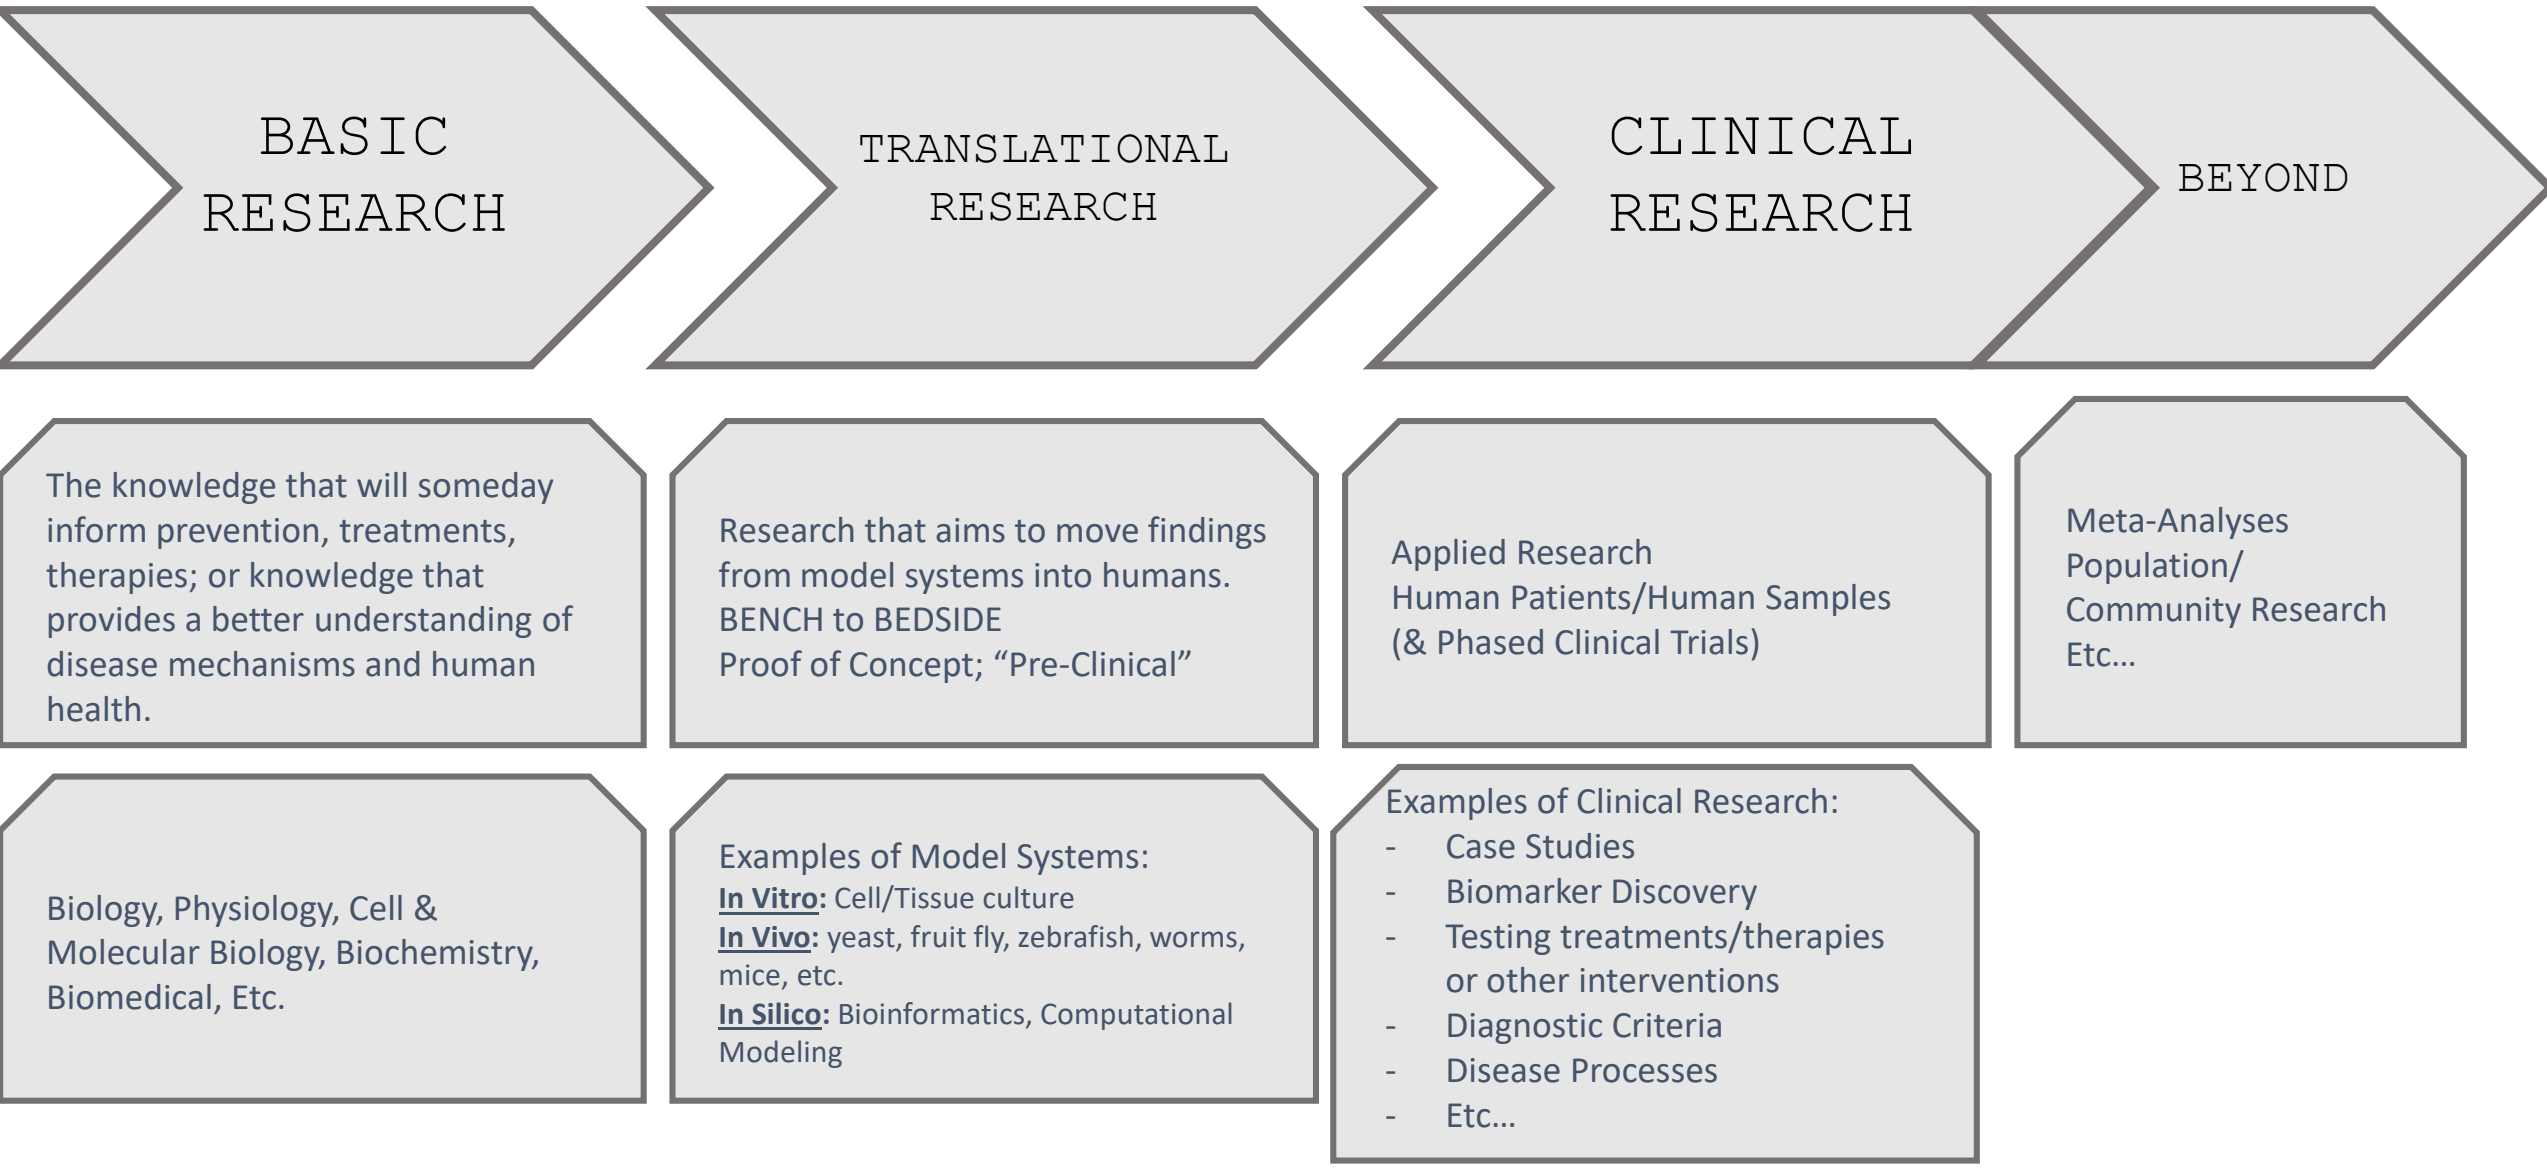 BASIC
RESEARCH
TRANSLATIONAL
RESEARCH
CLINICAL
RESEARCH
BEYOND
The knowledge that will someday
inform prevention, treatments,
therapies; or knowledge that
provides a better understanding of
disease mechanisms and human
health.
Research that aims to move findings
from model systems into humans.
BENCH to BEDSIDE
Proof of Concept; “Pre-Clinical”
Applied Research
Human Patients/Human Samples
(& Phased Clinical Trials)
Meta-Analyses
Population/
Community Research
Etc…
Biology, Physiology, Cell &
Molecular Biology, Biochemistry,
Biomedical, Etc.
Examples of Model Systems:
In Vitro: Cell/Tissue culture
In Vivo: yeast, fruit fly, zebrafish, worms,
mice, etc.
In Silico: Bioinformatics, Computational
Modeling
Examples of Clinical Research:
- Case Studies
- Biomarker Discovery
- Testing treatments/therapies
or other interventions
- Diagnostic Criteria
- Disease Processes
- Etc…